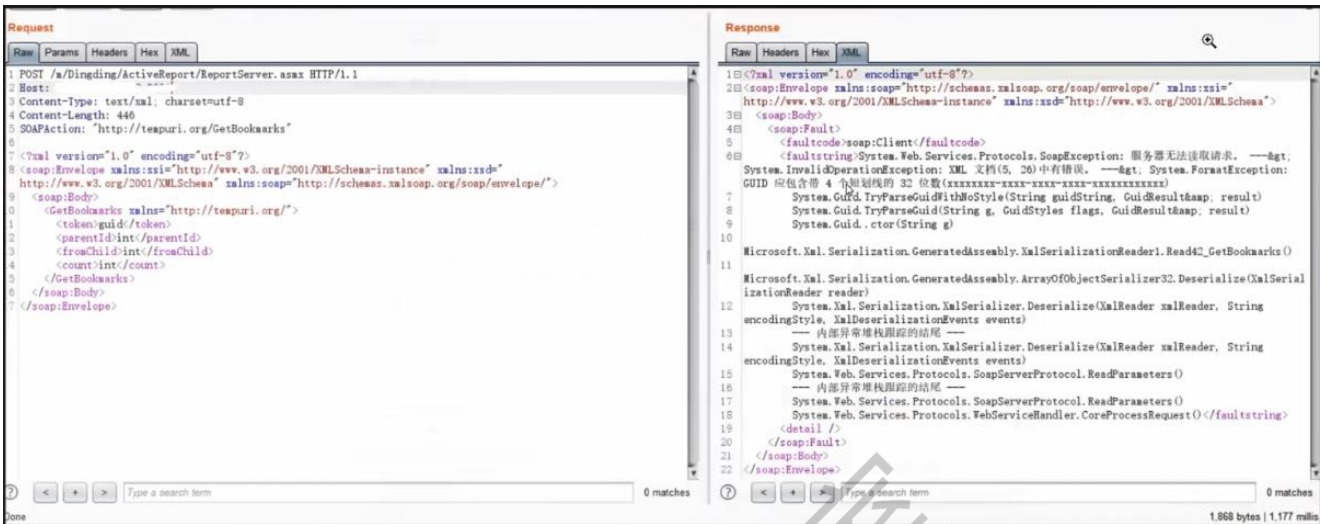 Request
Raw Params Headers Hex XML
1 POST /m/Dingding/ActiveReport/ReportServer.asmx HTTP/1.1
2 Host:
3 Content-Type: text/xml; charset=utf-8
4 Content-Length: 446
5 SOAPAction: "http://tempuri.org/GetBookmarks"
6
7 <?xml version="1.0" encoding="utf-8"?>
8 <soap:Envelope xmlns:xsi="http://www.w3.org/2001/XMLSchema-instance" xmlns:xsd="
http://www.w3.org/2001/XMLSchema" xmlns:soap="http://schemas.xmlsoap.org/soap/envelope/">
9 <soap:Body>
0 <GetBookmarks xmlns="http://tempuri.org/">
1 <token>guid</token>
2 <parentId>int</parentId>
3 <fromChild>int</fromChild>
4 <count>int</count>
5 </GetBookmarks>
6 </soap:Body>
7 </soap:Envelope>
? < + > Type a search term 0 matches
Done
Response
Raw Headers Hex XML
1 <?xml version="1.0" encoding="utf-8"?>
2 <soap:Envelope xmlns:soap="http://schemas.xmlsoap.org/soap/envelope/" xmlns:xsi="
http://www.w3.org/2001/XMLSchema-instance" xmlns:xsd="http://www.w3.org/2001/XMLSchema">
3 <soap:Body>
4 <soap:Fault>
5 <faultcode>soap:Client</faultcode>
6 <faultstring>System.Web.Services.Protocols.SoapException: 服务器无法读取请求。 ---&gt;
System.InvalidOperationException: XML 文档(5, 26)中有错误。 ---&gt; System.FormatException:
GUID 应包含带 4 个短划线的 32 位数(xxxxxxxx-xxxx-xxxx-xxxx-xxxxxxxxxxxx)
7 System.Guid.TryParseGuidWithNoStyle(String guidString, GuidResult&amp; result)
8 System.Guid.TryParseGuid(String g, GuidStyles flags, GuidResult&amp; result)
9 System.Guid..ctor(String g)
10
Microsoft.Xml.Serialization.GeneratedAssembly.XmlSerializationReader1.Read42_GetBookmarks()
11
Microsoft.Xml.Serialization.GeneratedAssembly.ArrayOfObjectSerializer32.Deserialize(XmlSerial
izationReader reader)
12 System.Xml.Serialization.XmlSerializer.Deserialize(XmlReader xmlReader, String
encodingStyle, XmlDeserializationEvents events)
13 --- 内部异常堆栈跟踪的结尾 ---
14 System.Xml.Serialization.XmlSerializer.Deserialize(XmlReader xmlReader, String
encodingStyle, XmlDeserializationEvents events)
15 System.Web.Services.Protocols.SoapServerProtocol.ReadParameters()
16 --- 内部异常堆栈跟踪的结尾 ---
17 System.Web.Services.Protocols.SoapServerProtocol.ReadParameters()
18 System.Web.Services.Protocols.WebServiceHandler.CoreProcessRequest()</faultstring>
19 <detail />
20 </soap:Fault>
21 </soap:Body>
22 </soap:Envelope>
? < + > Type a search term 0 matches
1,868 bytes | 1,177 millis